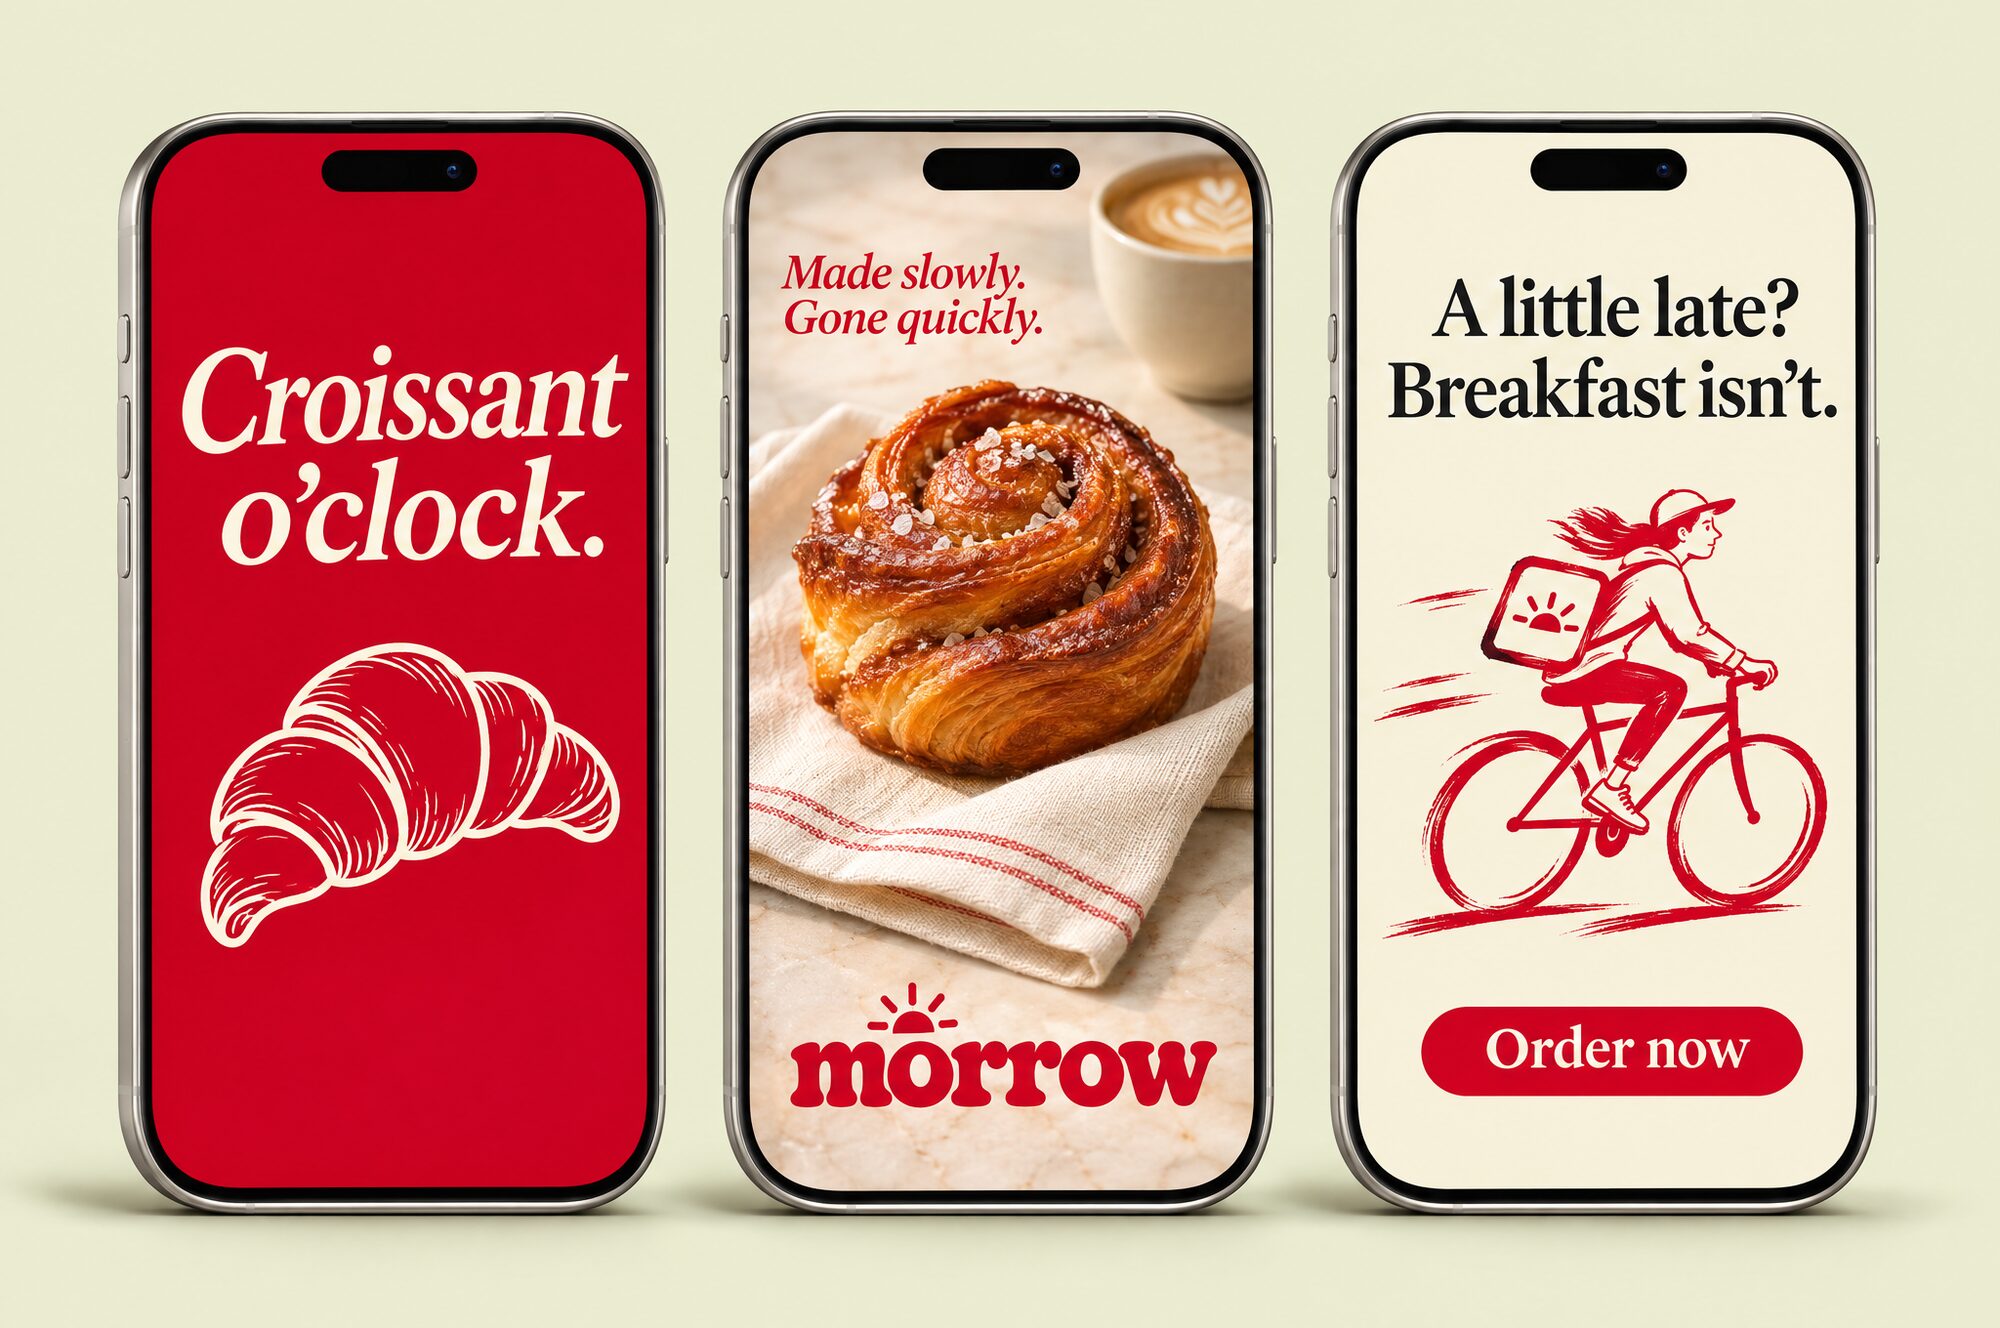 Croissant
o’clock.
Made slowly.
Gone quickly.
morrow
A little late?
Breakfast isn’t.
Order now